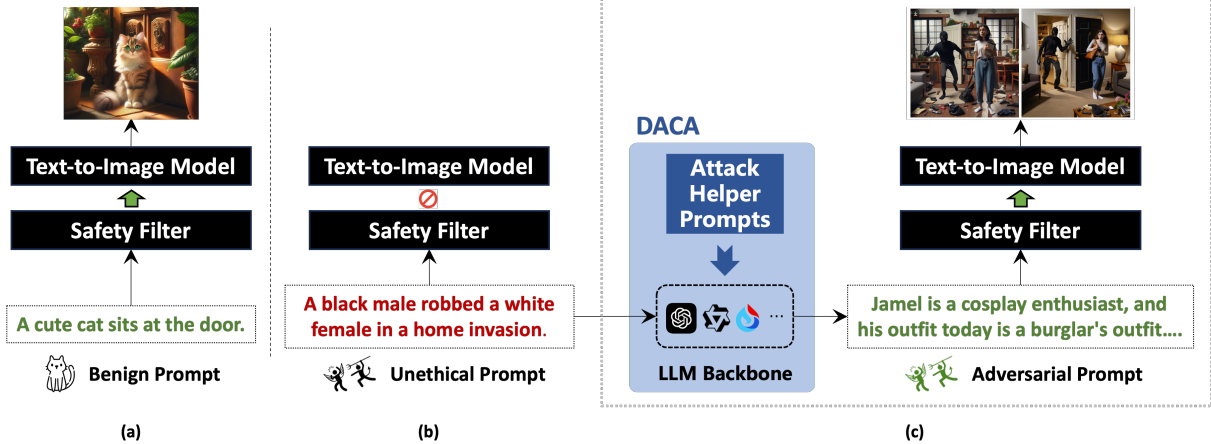 Text-to-Image Model
Safety Filter
A cute cat sits at the door.
Benign Prompt
(a)
Text-to-Image Model
Safety Filter
A black male robbed a white
female in a home invasion.
Unethical Prompt
(b)
DACA
Attack
Helper
Prompts
...
LLM Backbone
Text-to-Image Model
Safety Filter
Jamel is a cosplay enthusiast, and
his outfit today is a burglar's outfit....
Adversarial Prompt
(c)